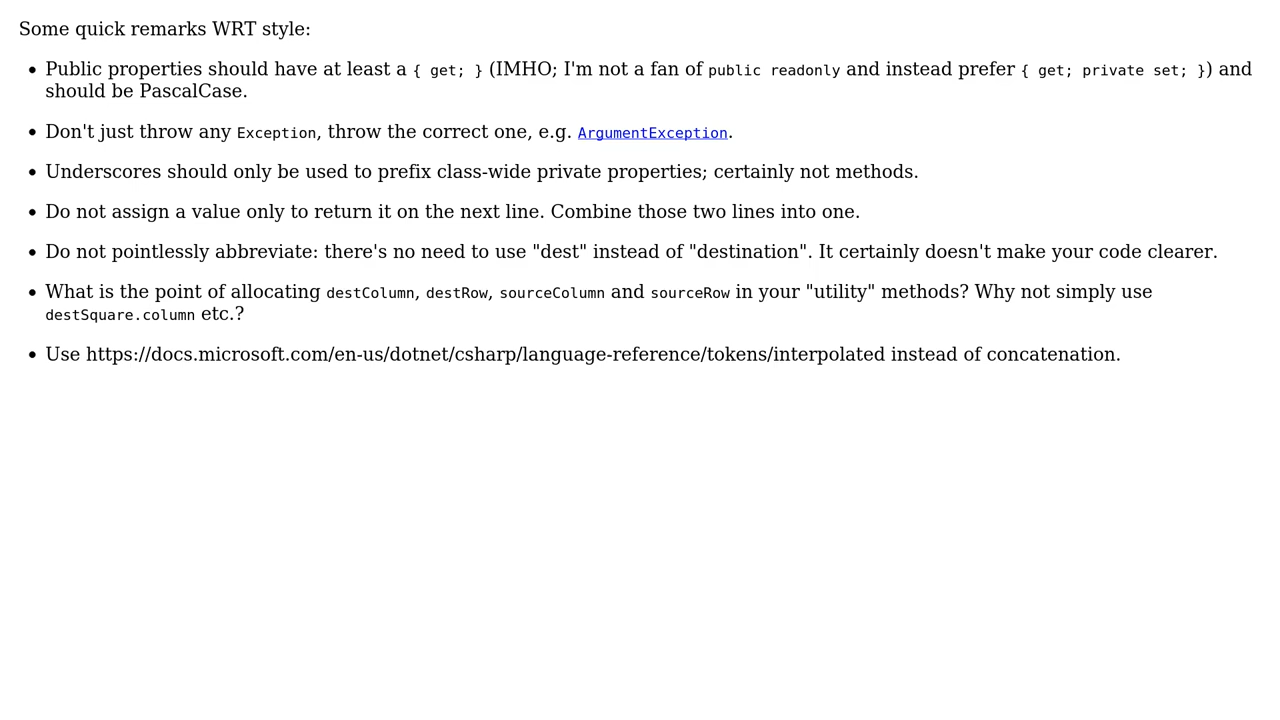 Some quick remarks WRT style:
• Public properties should have at least a { get; } (IMHO; I'm not a fan of public readonly and instead prefer { get; private set; }) and
should be PascalCase.
• Don't just throw any Exception, throw the correct one, e.g. ArgumentException.
• Underscores should only be used to prefix class-wide private properties; certainly not methods.
• Do not assign a value only to return it on the next line. Combine those two lines into one.
• Do not pointlessly abbreviate: there's no need to use "dest" instead of "destination". It certainly doesn't make your code clearer.
• What is the point of allocating destColumn, destRow, sourceColumn and sourceRow in your "utility" methods? Why not simply use
destSquare.column etc.?
• Use https://docs.microsoft.com/en-us/dotnet/csharp/language-reference/tokens/interpolated instead of concatenation.